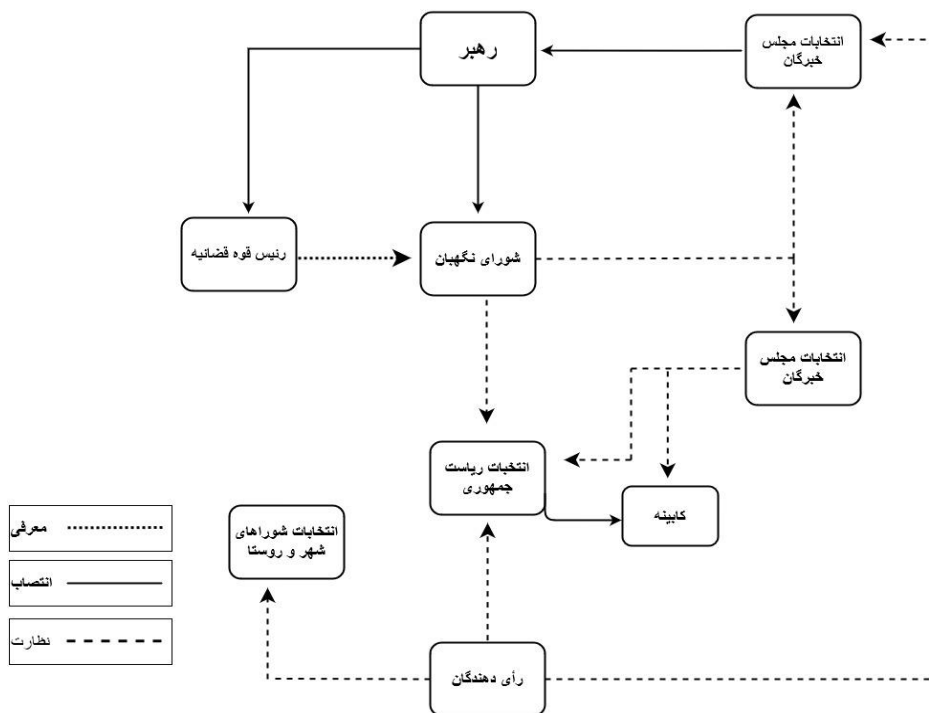 رهبر
انتخابات مجلس
خبرگان
رئیس قوه قضائیه
شورای نگهبان
انتخابات مجلس
خبرگان
انتخبات ریاست
جمهوری
کابینه
انتخابات شوراهای
شهر و روستا
معرفی
انتصاب
نظارت
رأی دهندگان